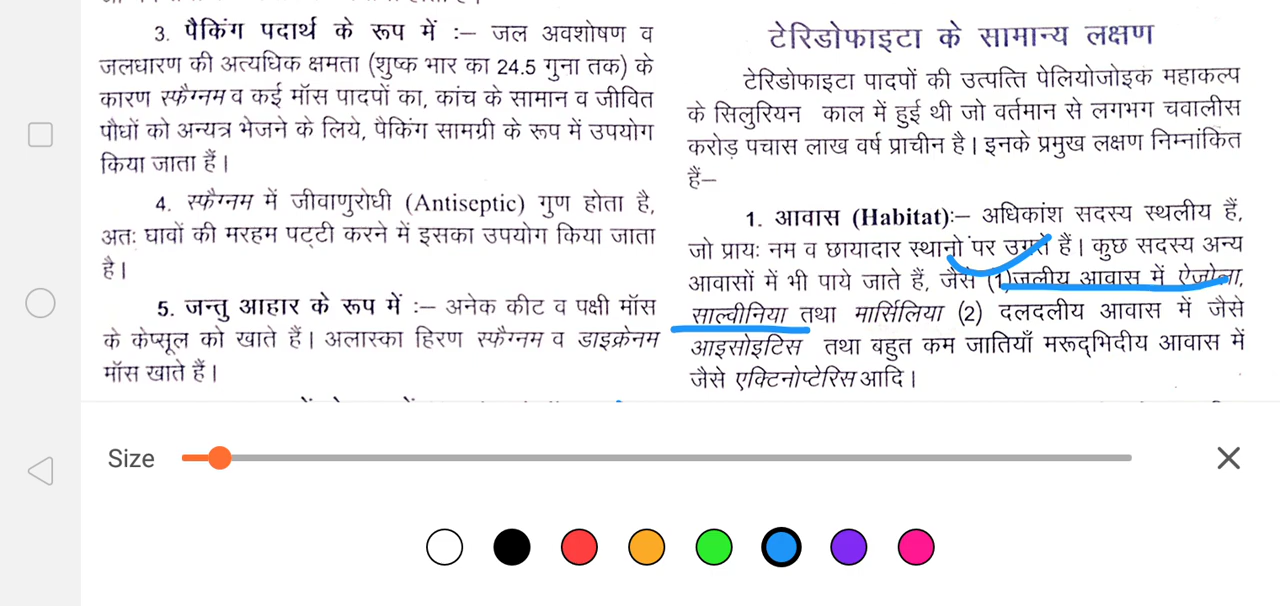 3. पैकिंग पदार्थ के रूप में :– जल अवशोषण व
जलधारण की अत्यधिक क्षमता (शुष्क भार का 24.5 गुना तक) के
कारण स्फैग्नम व कई मॉस पादपों का, कांच के सामान व जीवित
पौधों को अन्यत्र भेजने के लिये, पैकिंग सामग्री के रूप में उपयोग
किया जाता हैं।
4. स्फैग्नम में जीवाणुरोधी (Antiseptic) गुण होता है,
अतः घावों की मरहम पट्टी करने में इसका उपयोग किया जाता
है।
5. जन्तु आहार के रूप में :– अनेक कीट व पक्षी मॉस
के केप्सूल को खाते हैं। अलास्का हिरण स्फैग्नम व डाइक्रेनम
मॉस खाते हैं।
टेरिडोफाइटा के सामान्य लक्षण
टेरिडोफाइटा पादपों की उत्पत्ति पेलियोजोइक महाकल्प
के सिलुरियन काल में हुई थी जो वर्तमान से लगभग चवालीस
करोड़ पचास लाख वर्ष प्राचीन है। इनके प्रमुख लक्षण निम्नांकित
हैं–
1. आवास (Habitat):– अधिकांश सदस्य स्थलीय हैं,
जो प्रायः नम व छायादार स्थानों पर उगते हैं। कुछ सदस्य अन्य
आवासों में भी पाये जाते हैं, जैसे (1)जलीय आवास में ऐजोला,
साल्वीनिया तथा मार्सिलिया (2) दलदलीय आवास में जैसे
आइसोइटिस तथा बहुत कम जातियाँ मरूद्भिदीय आवास में
जैसे एक्टिनोप्टेरिस आदि।
Size